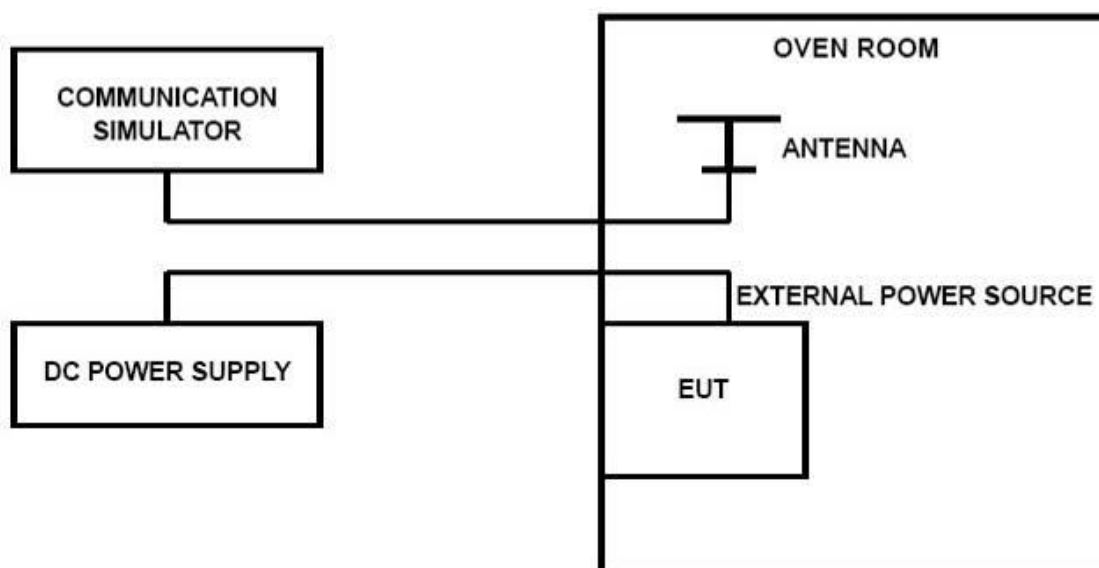 OVEN ROOM
COMMUNICATION
SIMULATOR
ANTENNA
EXTERNAL POWER SOURCE
DC POWER SUPPLY
EUT